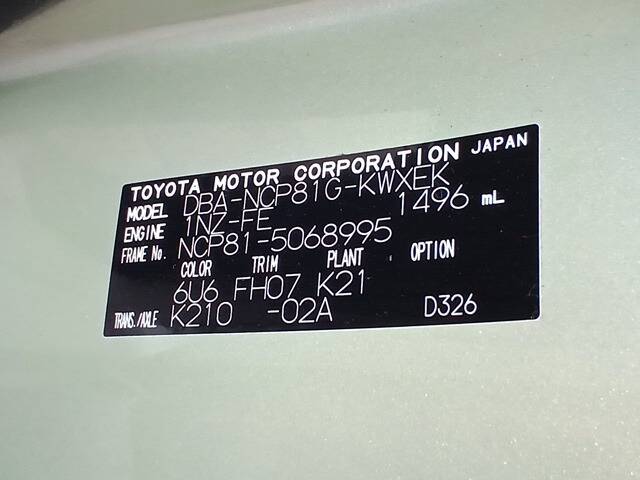 TOYOTA MOTOR CORPORATION JAPAN
MODEL DBA-NCP81G-KWXEK
ENGINE 1NZ-FE 1496 mL
FRAME No. NCP81-5068995
COLOR TRIM PLANT OPTION
6U6 FH07 K21
TRANS./AXLE K210 -02A D326